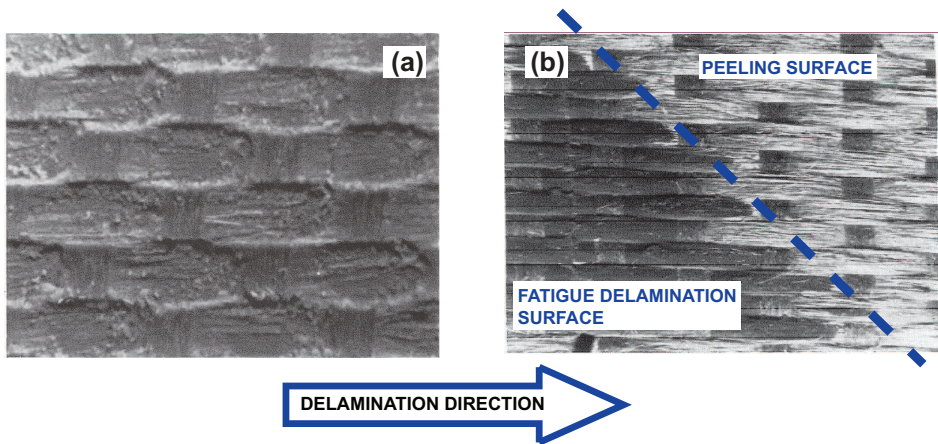 (a)
(b)
PEELING SURFACE
FATIGUE DELAMINATION
SURFACE
DELAMINATION DIRECTION